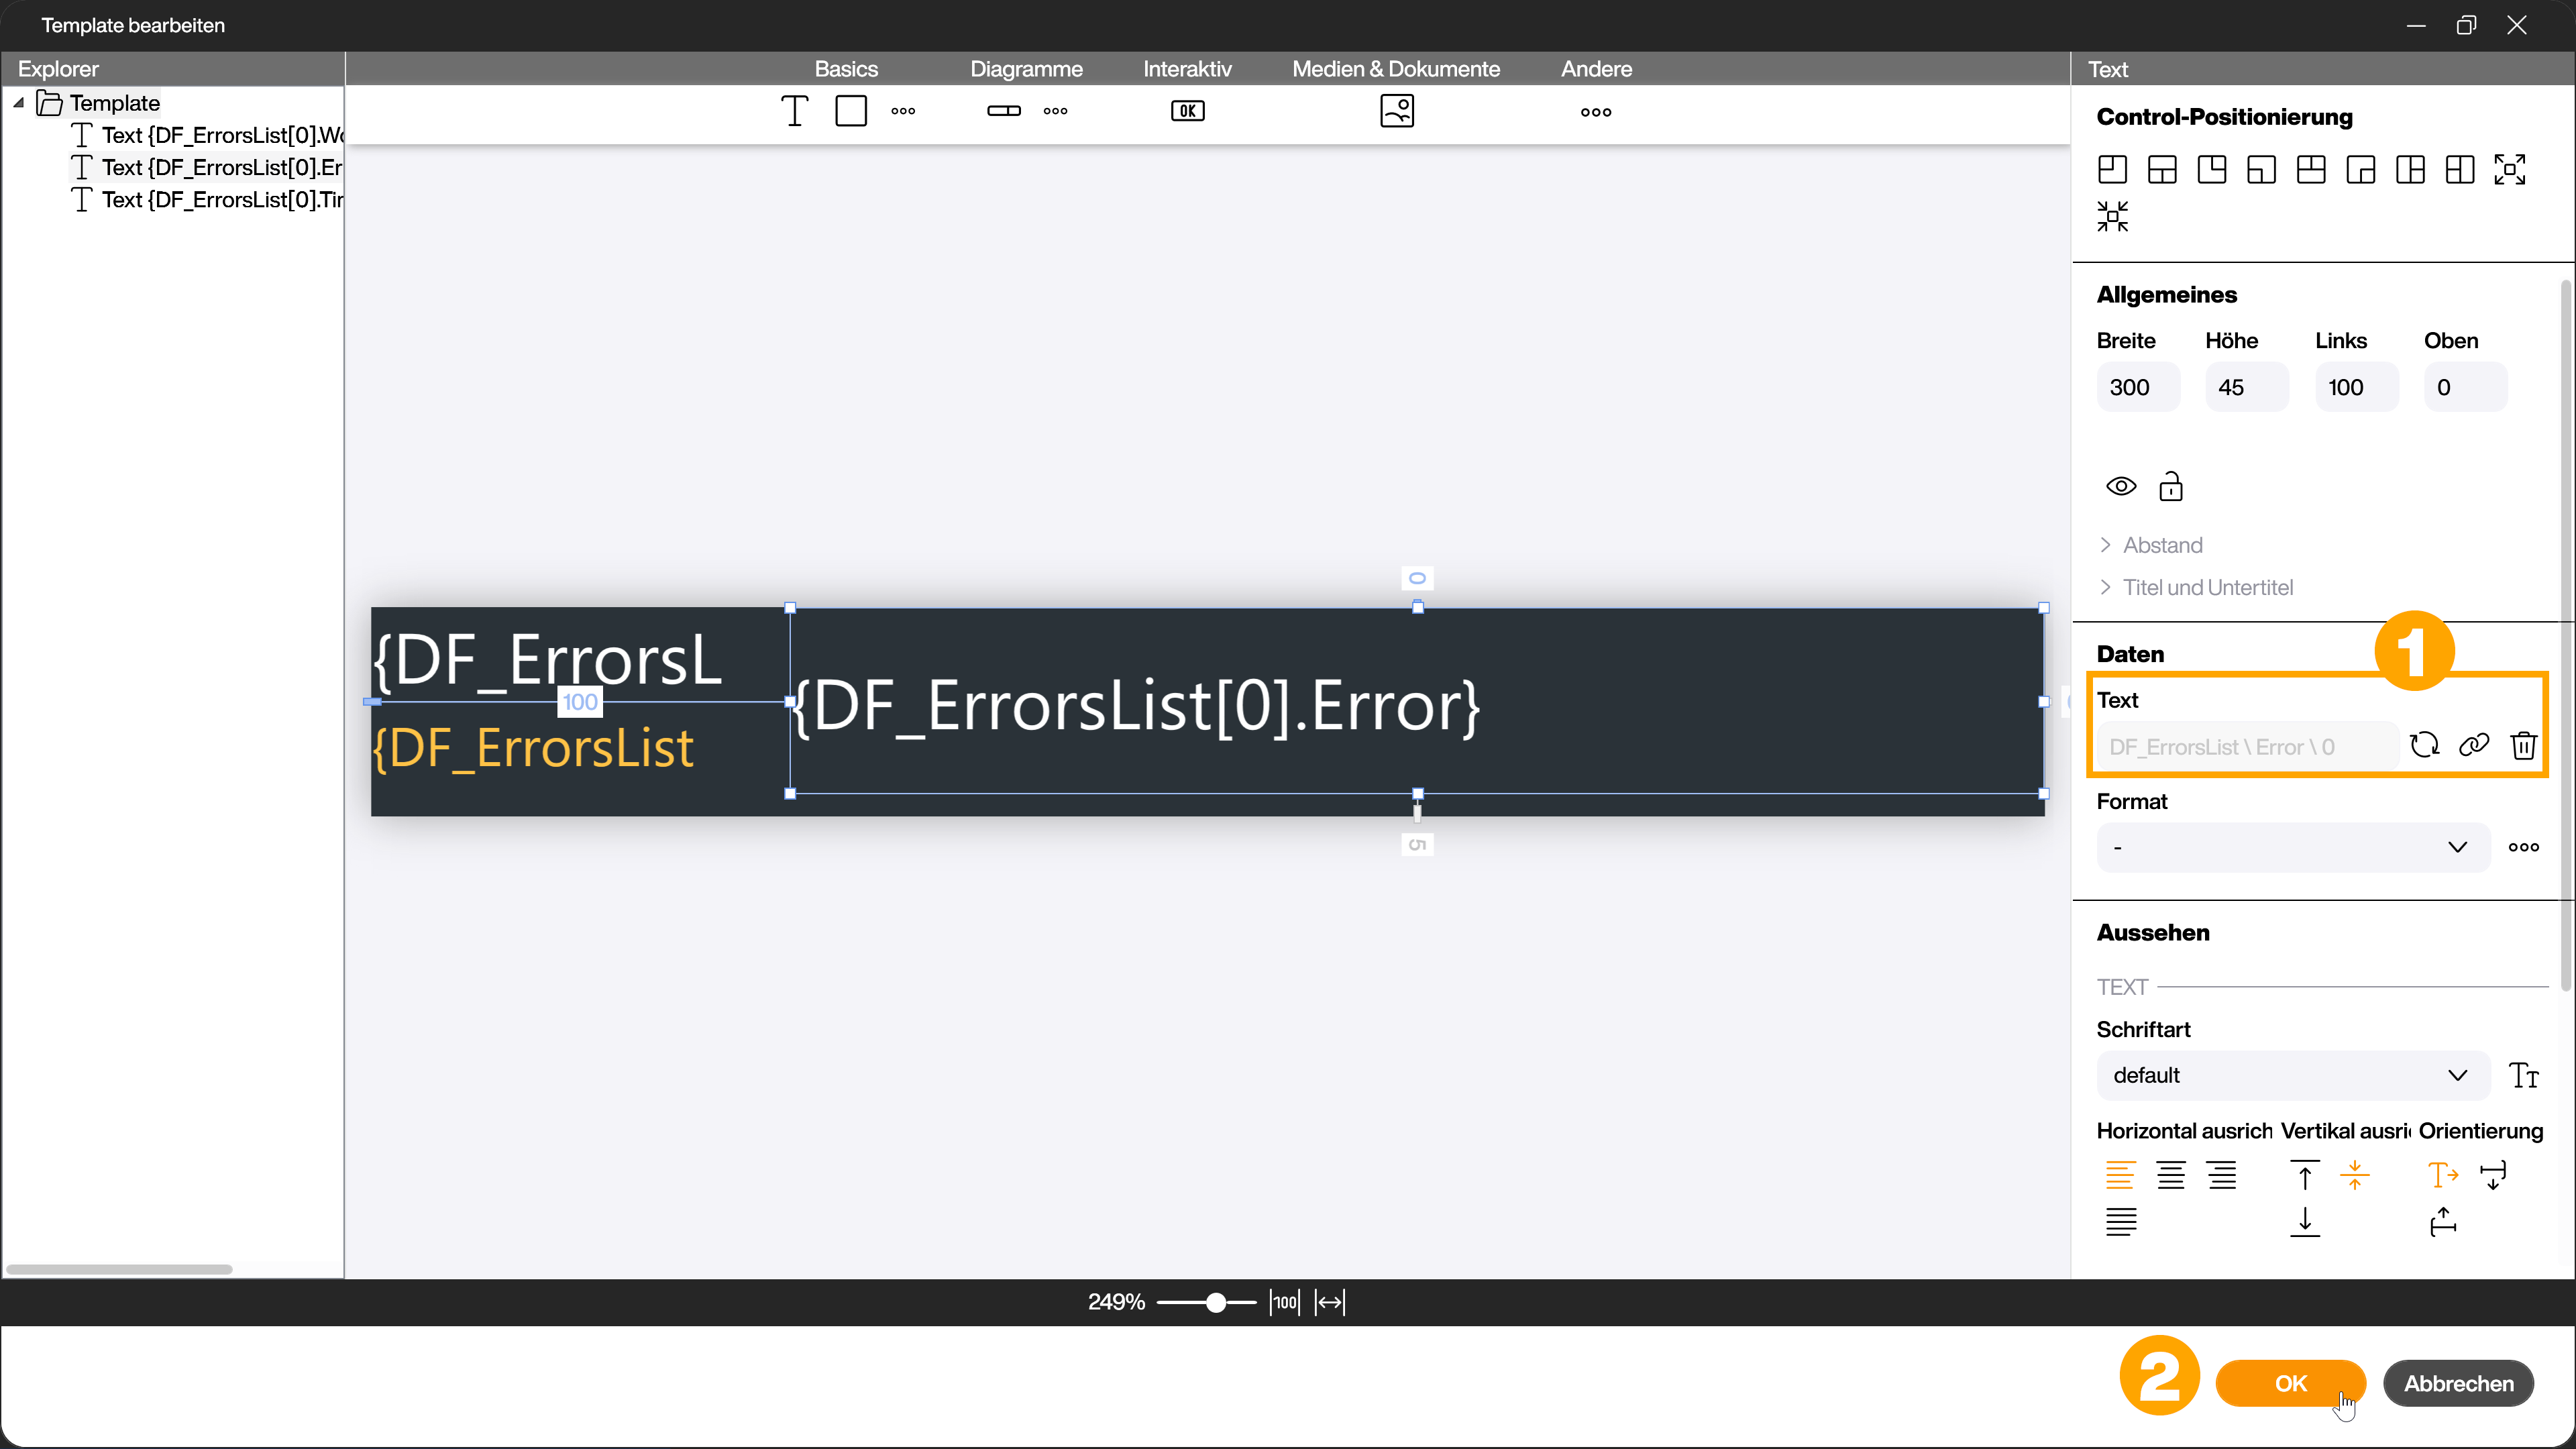 Template bearbeiten
Explorer
Basics
Diagramme
Interaktiv
Medien & Dokumente
Andere
Text
Template
Text {DF_ErrorsList[0].Wo
Text {DF_ErrorsList[0].Er
Text {DF_ErrorsList[0].Tir
OK
Control-Positionierung
Allgemeines
Breite Höhe Links Oben
300 45 100 0
Abstand
Titel und Untertitel
0
{DF_ErrorsL
100
{DF_ErrorsList[0].Error}
{DF_ErrorsList
5
1
Daten
Text
DF_ErrorsList \ Error \ 0
Format
-
Aussehen
TEXT
Schriftart
default
Horizontal ausrich Vertikal ausri Orientierung
249%
100
2
OK
Abbrechen